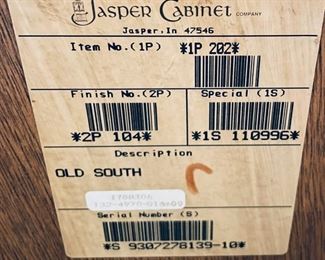 JASPER CABINET COMPANY
Jasper, In 47546
Item No.(1P) *1P 202*
Finish No.(2P) Special (1S)
*2P 104* *1S 110996*
Description
OLD SOUTH
Serial Number (S)
*S 9307278139-10*